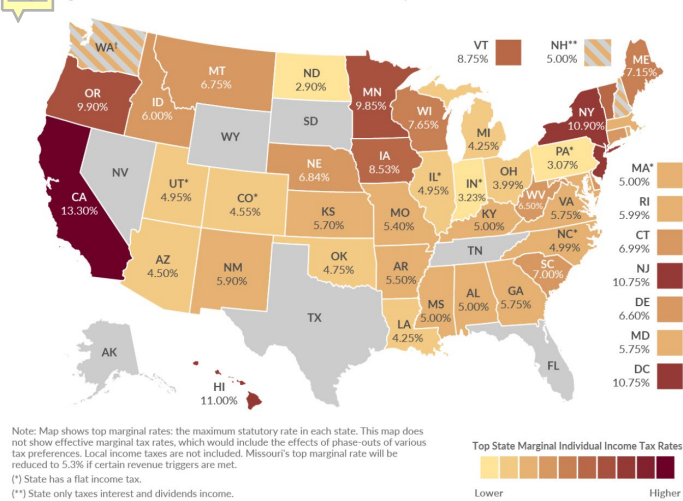 WA†
OR
9.90%
CA
13.30%
NV
ID
6.00%
MT
6.75%
WY
UT*
4.95%
AZ
4.50%
CO*
4.55%
NM
5.90%
ND
2.90%
SD
NE
6.84%
KS
5.70%
OK
4.75%
TX
MN
9.85%
IA
8.53%
MO
5.40%
AR
5.50%
LA
4.25%
WI
7.65%
IL*
4.95%
MI
4.25%
IN*
3.23%
OH
3.99%
KY
5.00%
TN
MS
5.00%
AL
5.00%
GA
5.75%
FL
SC
7.00%
NC*
4.99%
VA
5.75%
WV
6.50%
PA*
3.07%
NY
10.90%
ME
7.15%
VT
8.75%
NH**
5.00%
MA*
5.00%
RI
5.99%
CT
6.99%
NJ
10.75%
DE
6.60%
MD
5.75%
DC
10.75%
AK
HI
11.00%
Note: Map shows top marginal rates: the maximum statutory rate in each state. This map does
not show effective marginal tax rates, which would include the effects of phase-outs of various
tax preferences. Local income taxes are not included. Missouri's top marginal rate will be
reduced to 5.3% if certain revenue triggers are met.
(*) State has a flat income tax.
(**) State only taxes interest and dividends income.
Top State Marginal Individual Income Tax Rates
Lower Higher